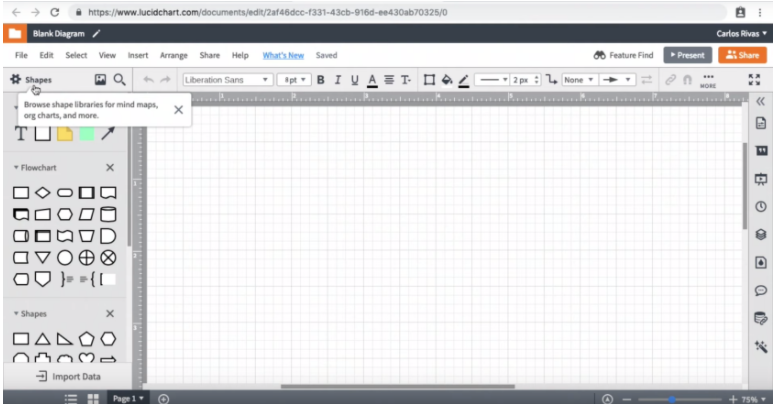 https://www.lucidchart.com/documents/edit/2af46dcc-f331-43cb-916d-ee430ab70325/0
Blank Diagram
Carlos Rivas
File Edit Select View Insert Arrange Share Help What's New Saved
Feature Find
Present
Share
Shapes
Liberation Sans
8 pt
B I U A T
2 px
None
MORE
Browse shape libraries for mind maps,
org charts, and more.
T
Flowchart
Shapes
Import Data
Page 1
75%